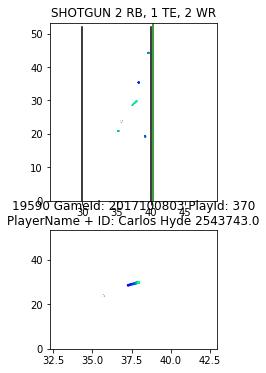 SHOTGUN 2 RB, 1 TE, 2 WR
50
40
30
20
10
0
30 35 40 45
19590 GameId: 2017100803 PlayId: 370
PlayerName + ID: Carlos Hyde 2543743.0
40
20
0
32.5 35.0 37.5 40.0 42.5